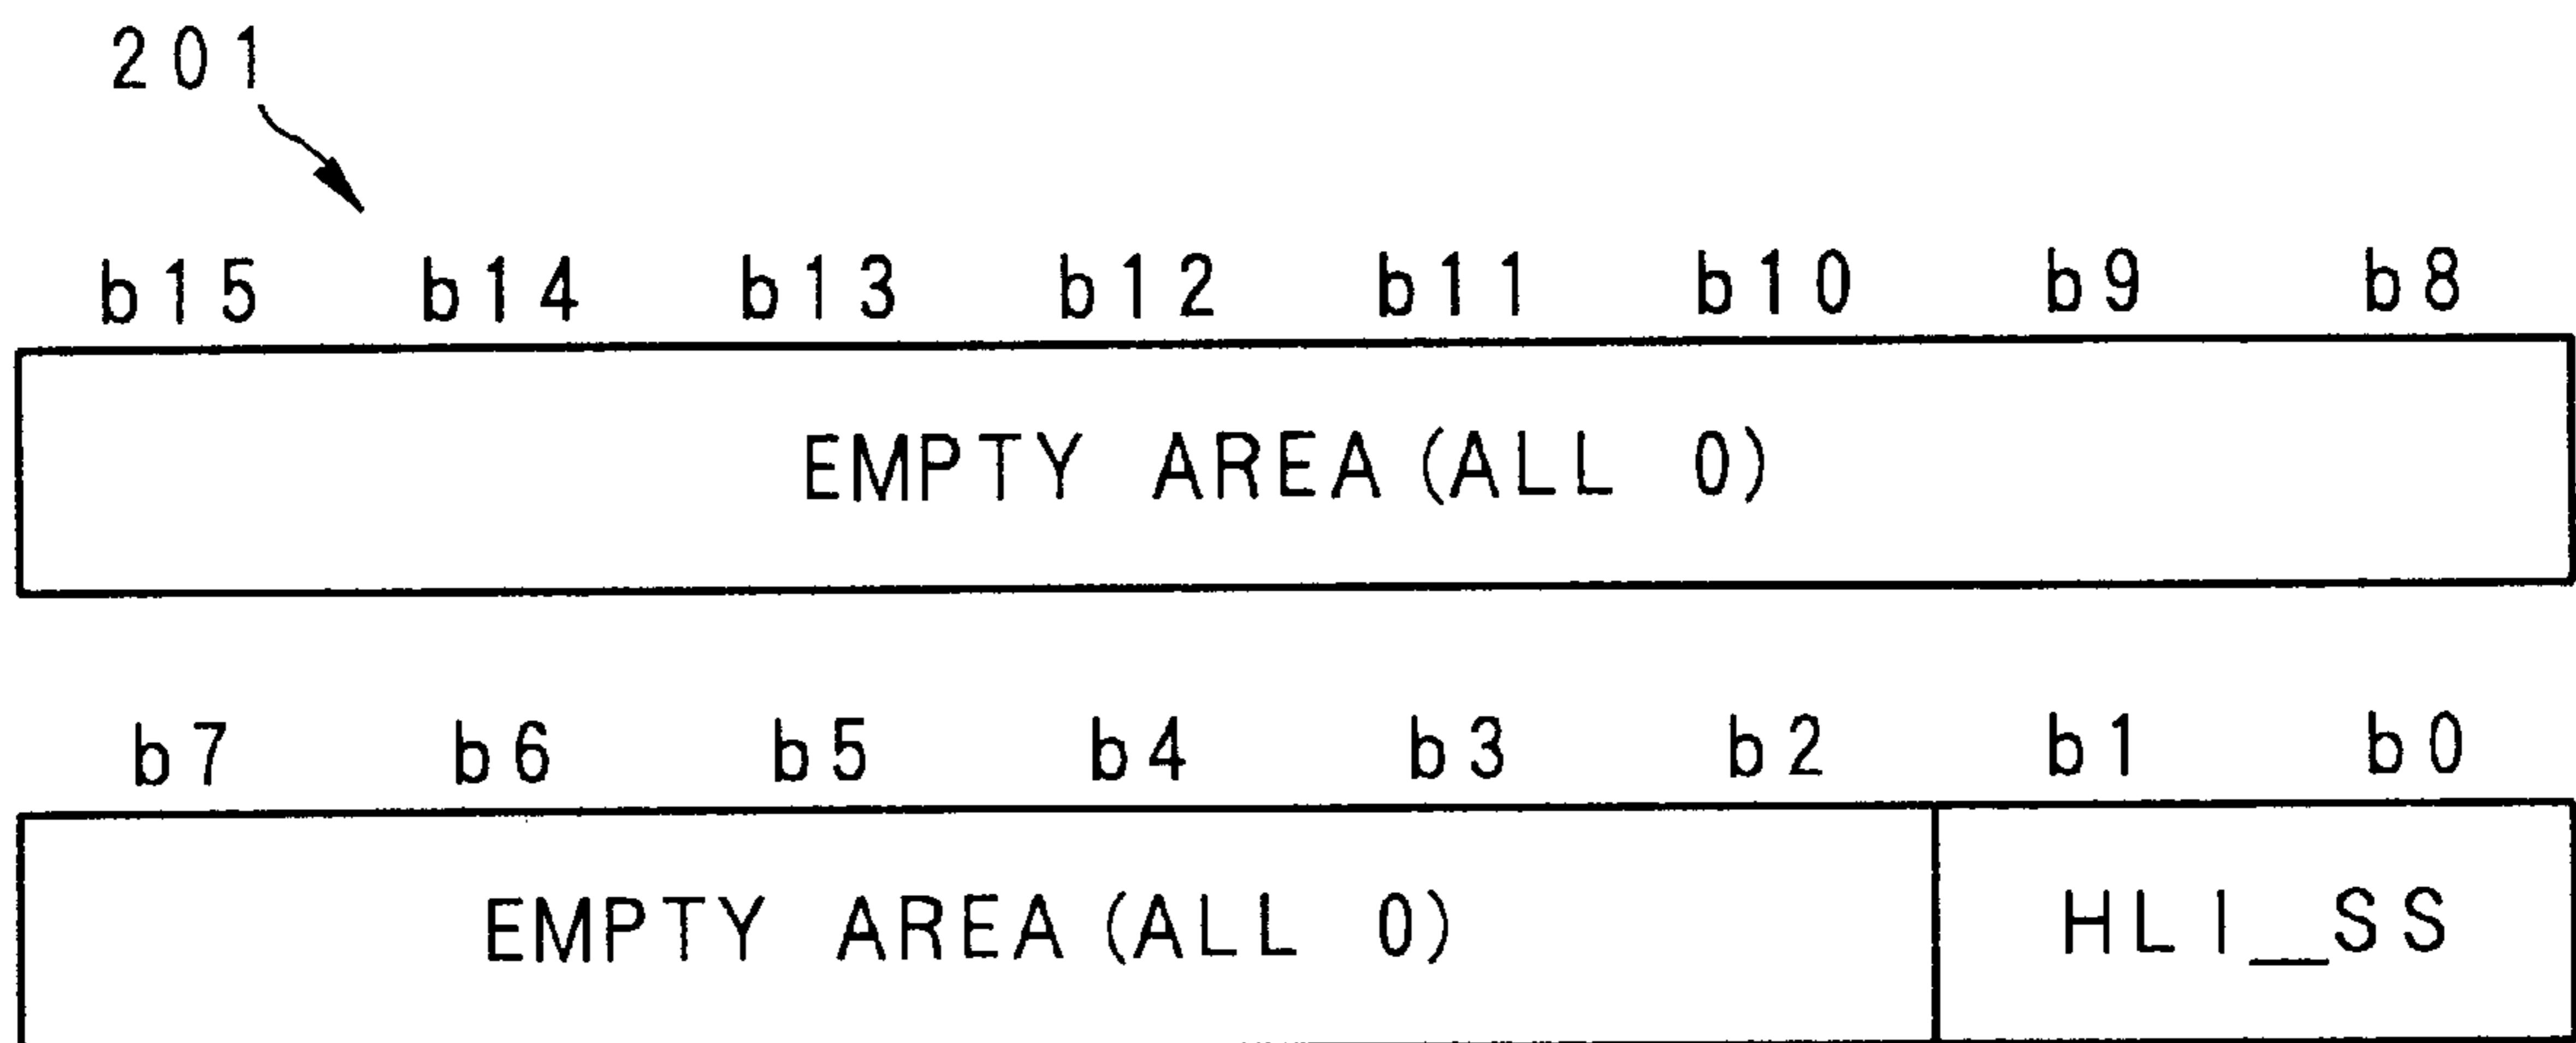 201
b15 b14 b13 b12 b11 b10 b9 b8
EMPTY AREA(ALL 0)
b7 b6 b5 b4 b3 b2 b1 b0
EMPTY AREA(ALL 0) HLI_SS